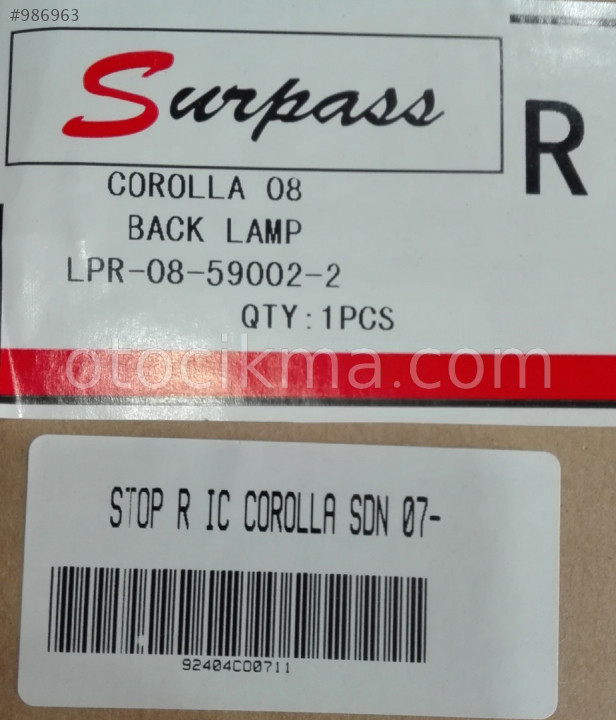 #986963
Surpass
R
COROLLA 08
BACK LAMP
LPR-08-59002-2
QTY:1PCS
otocikma.com
STOP R IC COROLLA SDN 07-
92404C00711